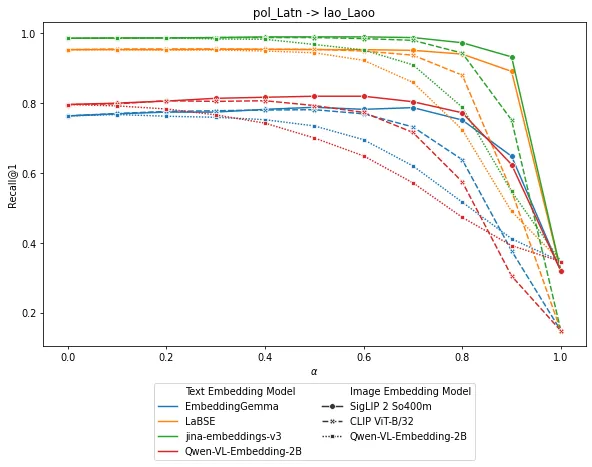 pol_Latn -> lao_Laoo
1.0
0.8
0.6
0.4
0.2
Recall@1
0.0 0.2 0.4 0.6 0.8 1.0
α
Text Embedding Model
EmbeddingGemma
LaBSE
jina-embeddings-v3
Qwen-VL-Embedding-2B
Image Embedding Model
SigLIP 2 So400m
CLIP ViT-B/32
Qwen-VL-Embedding-2B